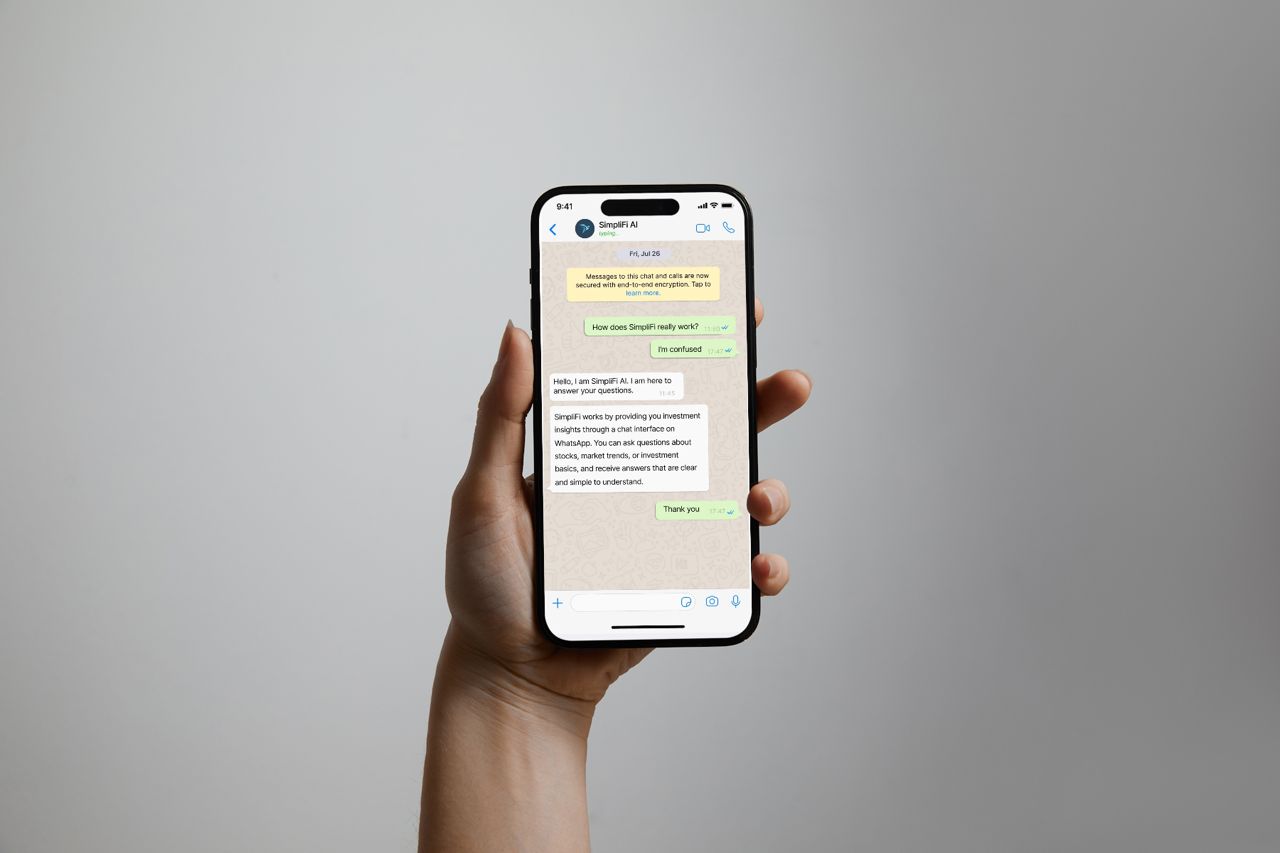 9:41
SimpliFi AI
typing...
Fri, Jul 26
Messages to this chat and calls are now
secured with end-to-end encryption. Tap to
learn more.
How does SimpliFi really work?
I'm confused
17:47
Hello, I am SimpliFi AI. I am here to
answer your questions.
11:45
SimpliFi works by providing you investment
insights through a chat interface on
WhatsApp. You can ask questions about
stocks, market trends, or investment
basics, and receive answers that are clear
and simple to understand.
Thank you
17:47